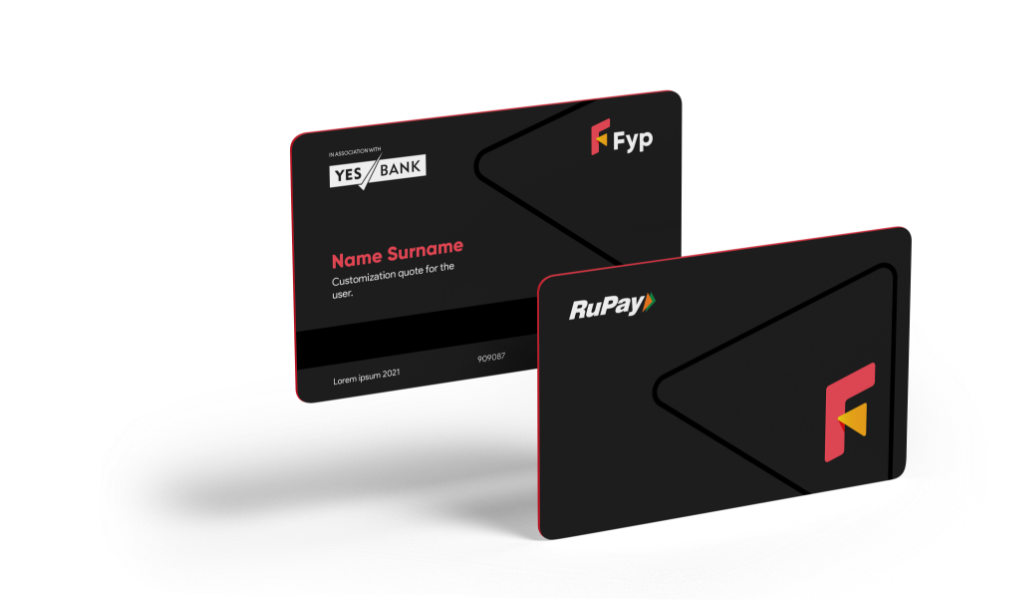 IN ASSOCIATION WITH
YES BANK
Fyp
Name Surname
Customization quote for the
user.
909087
Lorem ipsum 2021
RuPay